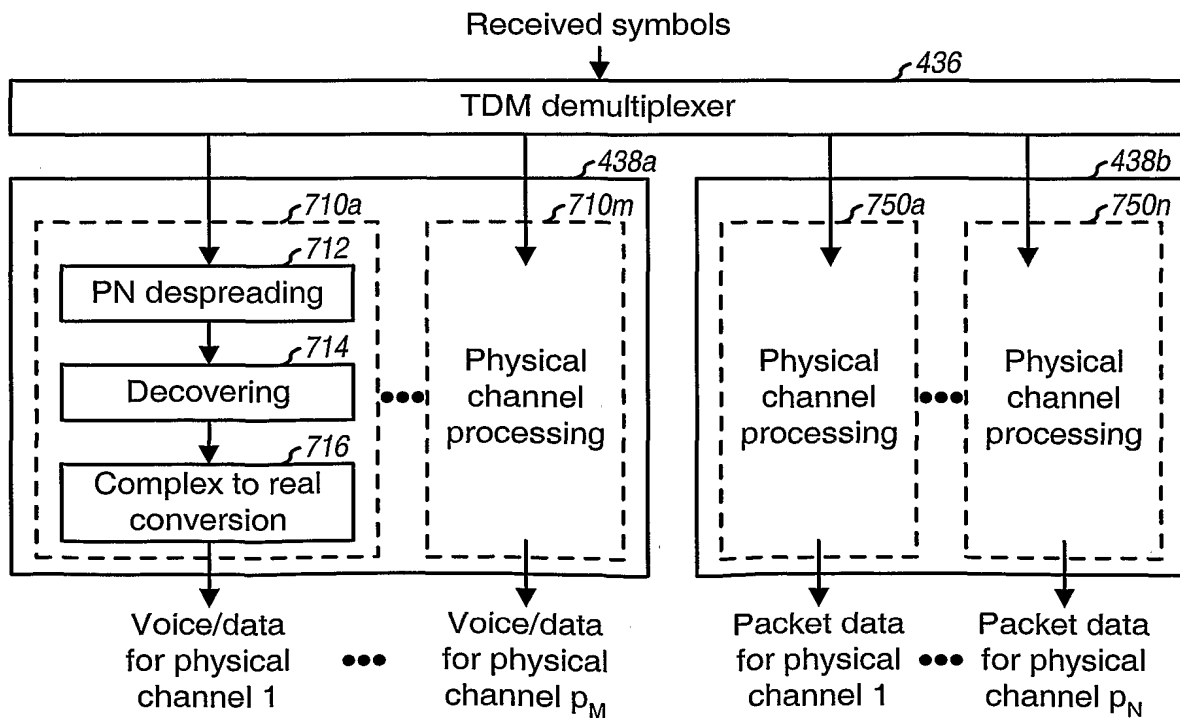 Received symbols
436
TDM demultiplexer
438a
438b
710a
710m
750a
750n
712
PN despreading
714
Decovering
716
Complex to real
conversion
Physical
channel
processing
Physical
channel
processing
Physical
channel
processing
Voice/data
for physical
channel 1
Voice/data
for physical
channel pM
Packet data
for physical
channel 1
Packet data
for physical
channel pN